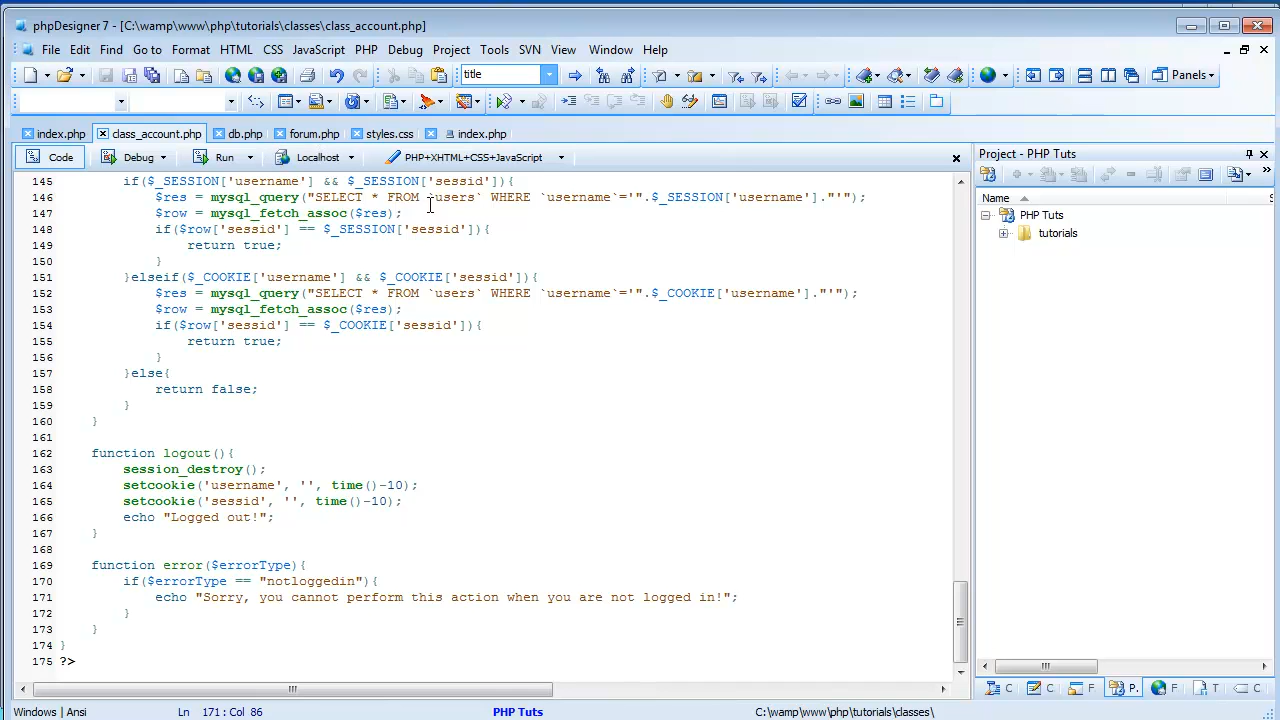 phpDesigner 7 - [C:\wamp\www\php\tutorials\classes\class_account.php]
File Edit Find Go to Format HTML CSS JavaScript PHP Debug Project Tools SVN View Window Help
title
Panels
index.php class_account.php db.php forum.php styles.css index.php
Code Debug Run Localhost PHP+XHTML+CSS+JavaScript
Project - PHP Tuts
Name
PHP Tuts
tutorials
145 if($_SESSION['username'] && $_SESSION['sessid']){
146 $res = mysql_query("SELECT * FROM `users` WHERE `username`='".$_SESSION['username']."'");
147 $row = mysql_fetch_assoc($res);
148 if($row['sessid'] == $_SESSION['sessid']){
149 return true;
150 }
151 }elseif($_COOKIE['username'] && $_COOKIE['sessid']){
152 $res = mysql_query("SELECT * FROM `users` WHERE `username`='".$_COOKIE['username']."'");
153 $row = mysql_fetch_assoc($res);
154 if($row['sessid'] == $_COOKIE['sessid']){
155 return true;
156 }
157 }else{
158 return false;
159 }
160 }
161
162 function logout(){
163 session_destroy();
164 setcookie('username', '', time()-10);
165 setcookie('sessid', '', time()-10);
166 echo "Logged out!";
167 }
168
169 function error($errorType){
170 if($errorType == "notloggedin"){
171 echo "Sorry, you cannot perform this action when you are not logged in!";
172 }
173 }
174 }
175 ?>
C C F P. F T C
Windows | Ansi Ln 171 : Col 86 PHP Tuts C:\wamp\www\php\tutorials\classes\